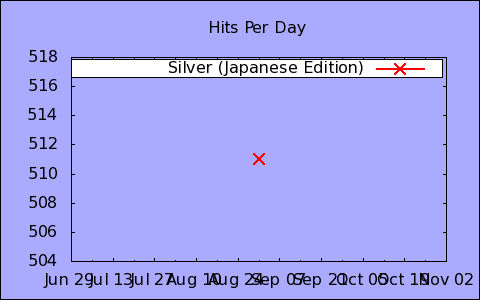 Hits Per Day
518
Silver (Japanese Edition)
516
514
512
510
508
506
504
Jun 29 Jul 13 Jul 27 Aug 10 Aug 24 Sep 07 Sep 21 Oct 05 Oct 19 Nov 02